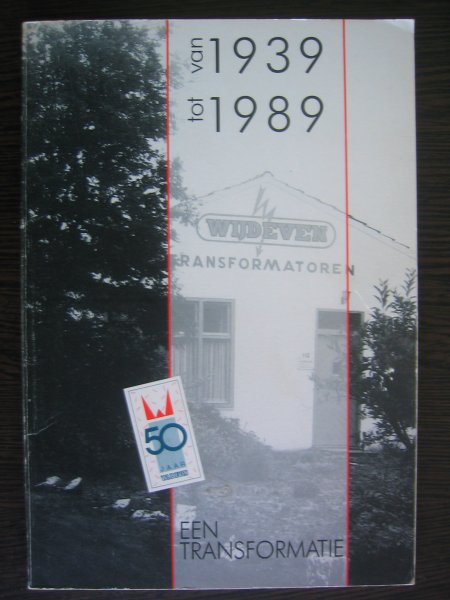 van 1939
tot 1989
WIJDEVEN
TRANSFORMATOREN
W
50
JAAR
EEN
TRANSFORMATIE